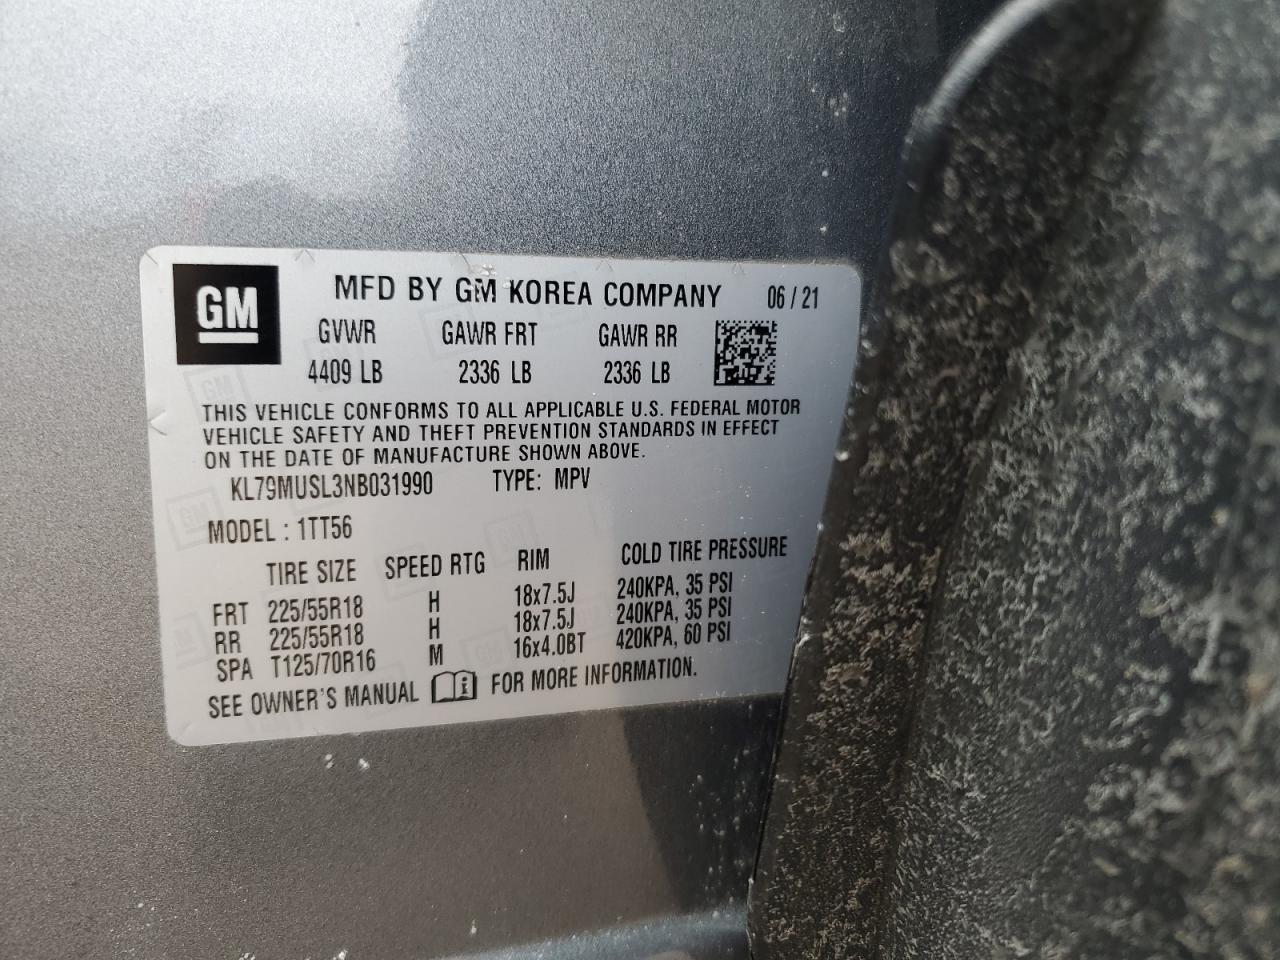 GM
MFD BY GM KOREA COMPANY 06 / 21
GVWR GAWR FRT GAWR RR
4409 LB 2336 LB 2336 LB
THIS VEHICLE CONFORMS TO ALL APPLICABLE U.S. FEDERAL MOTOR
VEHICLE SAFETY AND THEFT PREVENTION STANDARDS IN EFFECT
ON THE DATE OF MANUFACTURE SHOWN ABOVE.
KL79MUSL3NB031990 TYPE: MPV
MODEL : 1TT56
TIRE SIZE SPEED RTG RIM COLD TIRE PRESSURE
FRT 225/55R18 H 18x7.5J 240KPA, 35 PSI
RR 225/55R18 H 18x7.5J 240KPA, 35 PSI
SPA T125/70R16 M 16x4.0BT 420KPA, 60 PSI
SEE OWNER'S MANUAL FOR MORE INFORMATION.